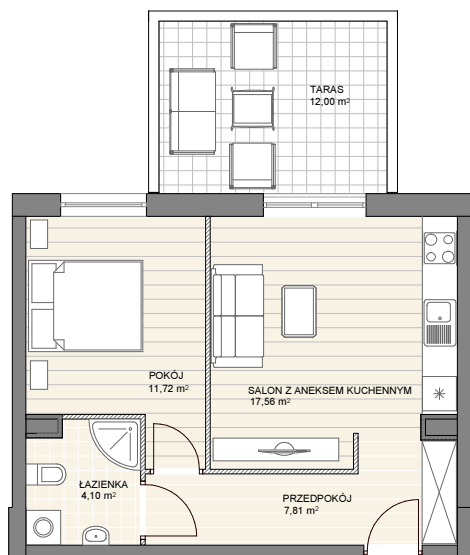 TARAS
12,00 m²
POKÓJ
11,72 m²
SALON Z ANEKSEM KUCHENNYM
17,56 m²
ŁAZIENKA
4,10 m²
PRZEDPOKÓJ
7,81 m²